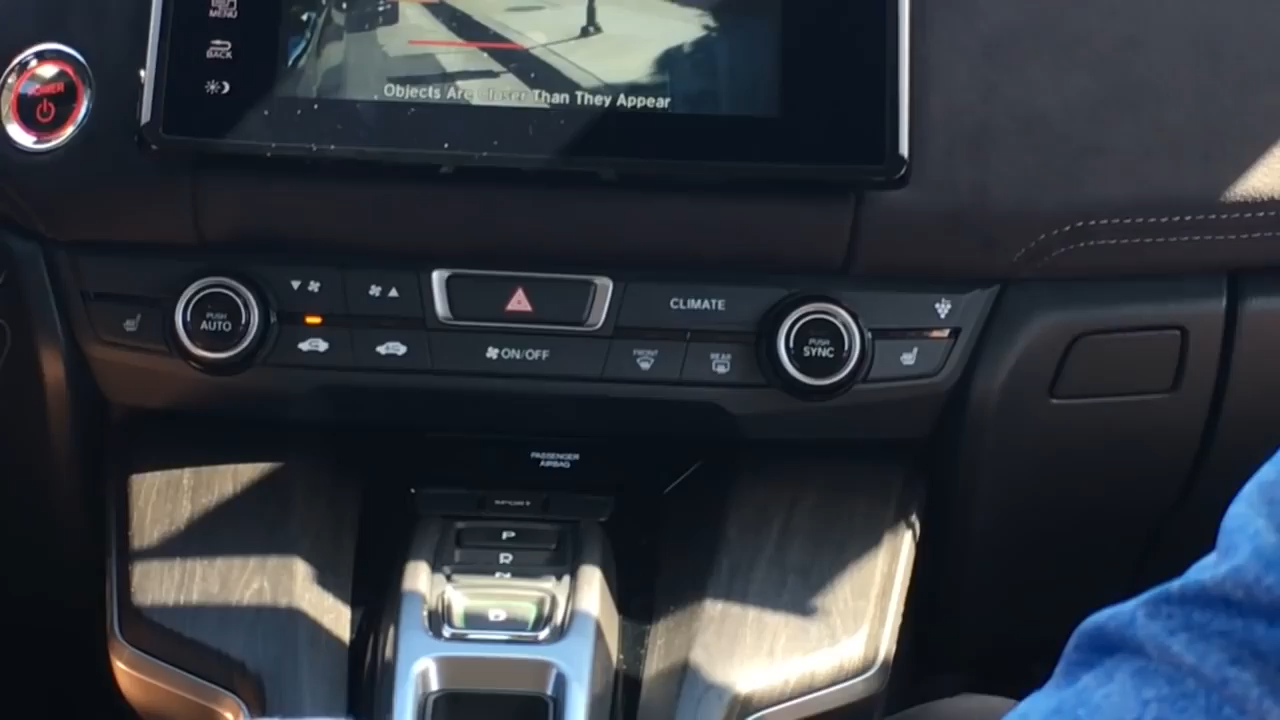 MENU
BACK
POWER
Objects Are Closer Than They Appear
PUSH
AUTO
CLIMATE
PUSH
SYNC
ON/OFF
FRONT
REAR
PASSENGER
AIRBAG
SPORT
P
R
N
D